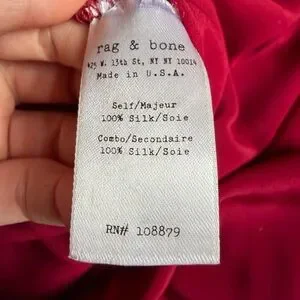 rag & bone
425 W. 13th St, NY NY 10014
Made in U.S.A.
Self/Majeur
100% Silk/Soie
Combo/Secondaire
100% Silk/Soie
RN# 108879